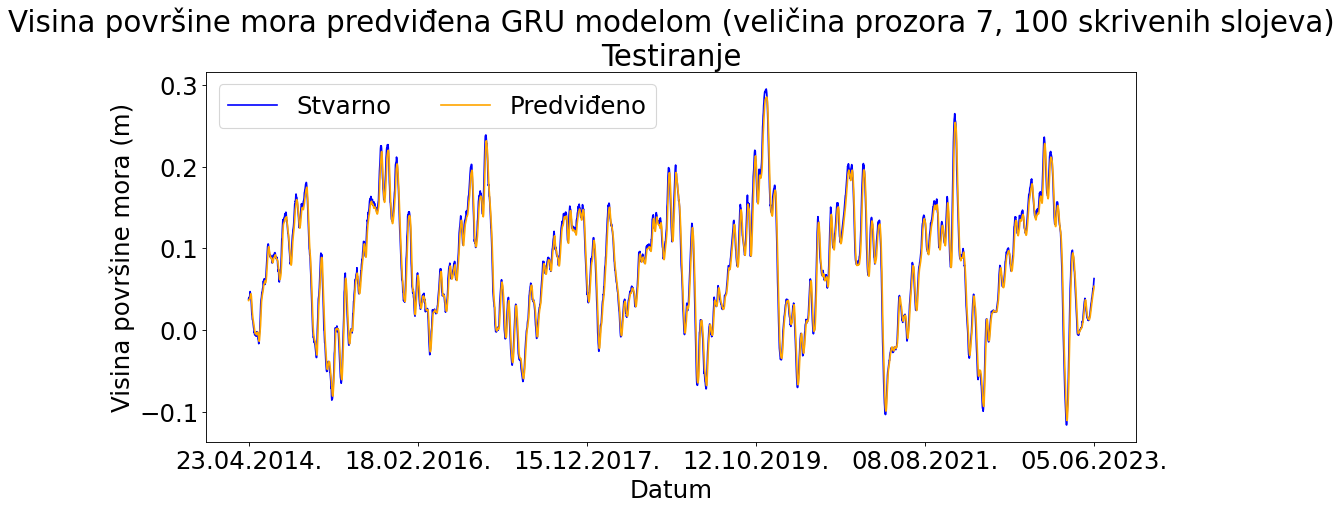 Visina površine mora predviđena GRU modelom (veličina prozora 7, 100 skrivenih slojeva)
Testiranje
Stvarno Predviđeno
Visina površine mora (m)
0.3
0.2
0.1
0.0
−0.1
23.04.2014. 18.02.2016. 15.12.2017. 12.10.2019. 08.08.2021. 05.06.2023.
Datum